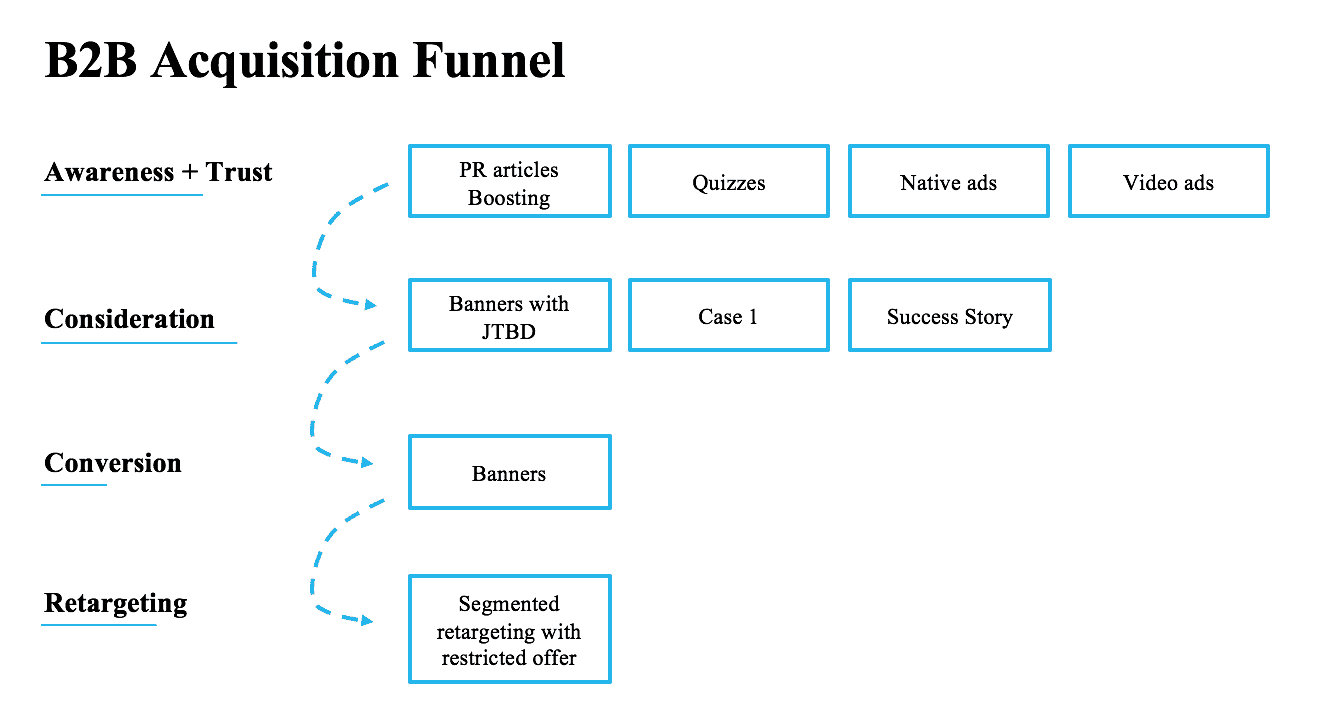 B2B Acquisition Funnel
Awareness + Trust
PR articles
Boosting
Quizzes
Native ads
Video ads
Consideration
Banners with
JTBD
Case 1
Success Story
Conversion
Banners
Retargeting
Segmented
retargeting with
restricted offer